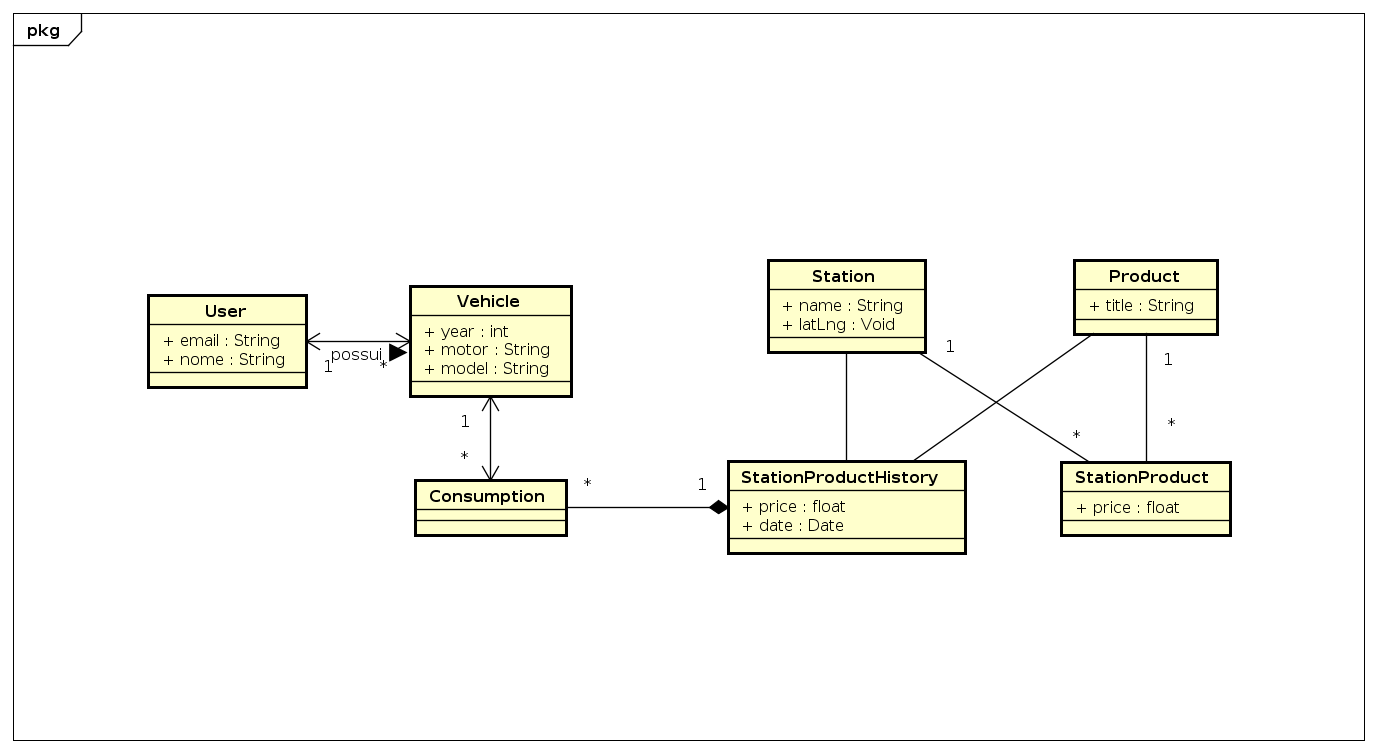 pkg
User
+ email : String
+ nome : String
1
possui
*
Vehicle
+ year : int
+ motor : String
+ model : String
1
*
Consumption
*
1
Station
+ name : String
+ latLng : Void
1
*
Product
+ title : String
1
*
StationProductHistory
+ price : float
+ date : Date
StationProduct
+ price : float